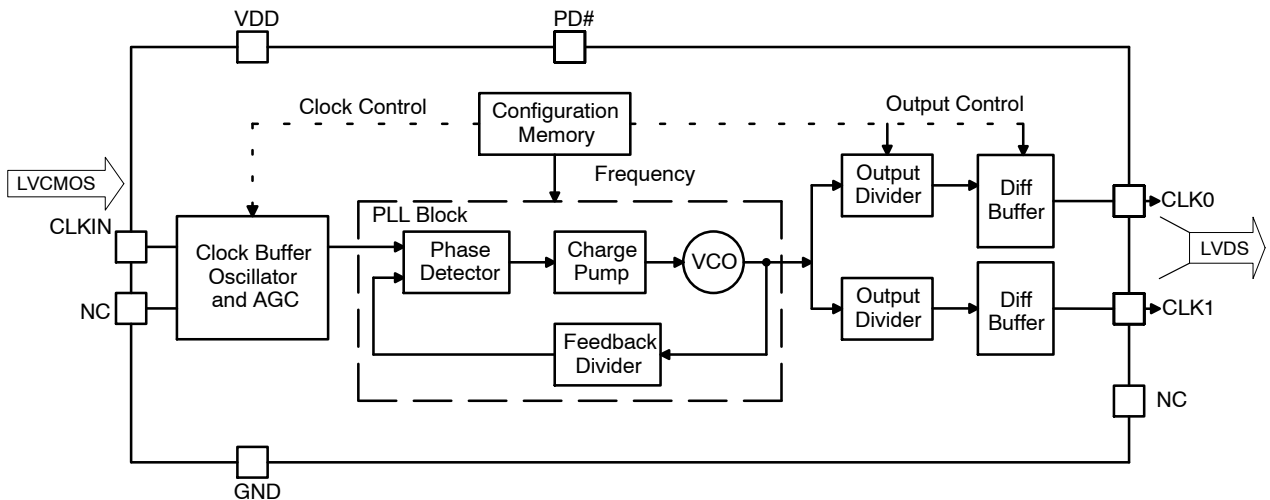 VDD
PD#
Clock Control
Configuration
Memory
Output Control
LVCMOS
Frequency
Output
Divider
Diff
Buffer
CLK0
CLKIN
PLL Block
Clock Buffer
Oscillator
and AGC
Phase
Detector
Charge
Pump
VCO
LVDS
NC
Output
Divider
Diff
Buffer
CLK1
Feedback
Divider
NC
GND